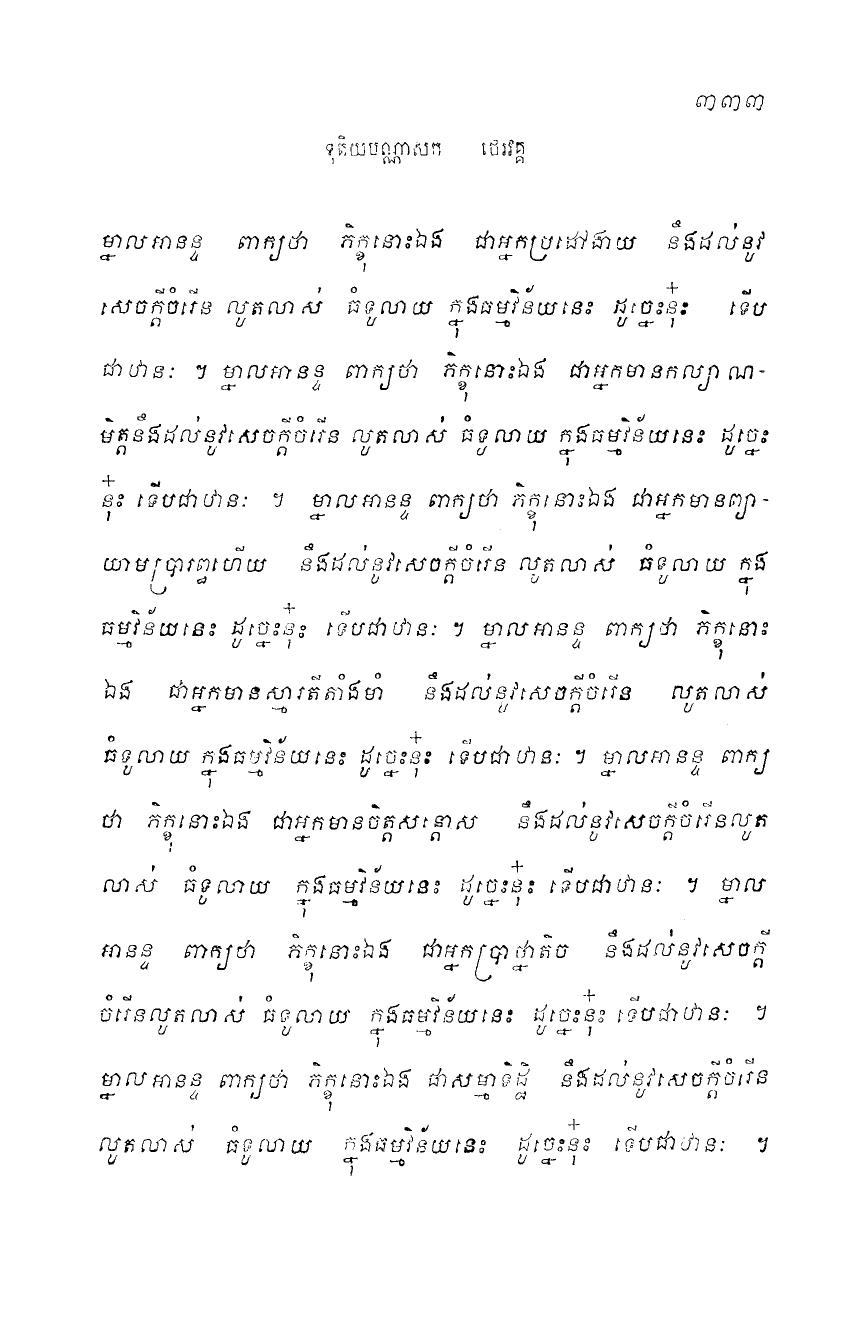 ៣៣៣
ទុតិយបណ្ណាសក ថេរវគ្គ
ម្នាលអានន្ទ ពាក្យថា ភិក្ខុនោះឯង ជាអ្នកប្រដៅងាយ នឹងដល់នូវ
សេចក្តីចំរើន លូតលាស់ ធំទូលាយ ក្នុងធម្មវិន័យនេះ ដូច្នេះនុ៎ះ ទើប
ជាឋានៈ ។ ម្នាលអានន្ទ ពាក្យថា ភិក្ខុនោះឯង ជាអ្នកមានកល្យាណ-
មិត្តនឹងដល់នូវសេចក្តីចំរើន លូតលាស់ ធំទូលាយ ក្នុងធម្មវិន័យនេះ ដូច្នេះ
នុ៎ះ ទើបជាឋានៈ ។ ម្នាលអានន្ទ ពាក្យថា ភិក្ខុនោះឯង ជាអ្នកមានព្យា-
យាមប្រារព្ធហើយ នឹងដល់នូវសេចក្តីចំរើន លូតលាស់ ធំទូលាយ ក្នុង
ធម្មវិន័យនេះ ដូច្នេះនុ៎ះ ទើបជាឋានៈ ។ ម្នាលអានន្ទ ពាក្យថា ភិក្ខុនោះ
ឯង ជាអ្នកមានស្មារតីតាំងមាំ នឹងដល់នូវសេចក្តីចំរើន លូតលាស់
ធំទូលាយ ក្នុងធម្មវិន័យនេះ ដូច្នេះនុ៎ះ ទើបជាឋានៈ ។ ម្នាលអានន្ទ ពាក្យ
ថា ភិក្ខុនោះឯង ជាអ្នកមានចិត្តសន្តោស នឹងដល់នូវសេចក្តីចំរើនលូត
លាស់ ធំទូលាយ ក្នុងធម្មវិន័យនេះ ដូច្នេះនុ៎ះ ទើបជាឋានៈ ។ ម្នាល
អានន្ទ ពាក្យថា ភិក្ខុនោះឯង ជាអ្នកប្រាថ្នាតិច នឹងដល់នូវសេចក្តី
ចំរើនលូតលាស់ ធំទូលាយ ក្នុងធម្មវិន័យនេះ ដូច្នេះនុ៎ះ ទើបជាឋានៈ ។
ម្នាលអានន្ទ ពាក្យថា ភិក្ខុនោះឯង ជាសម្មាទិដ្ឋិ នឹងដល់នូវសេចក្តីចំរើន
លូតលាស់ ធំទូលាយ ក្នុងធម្មវិន័យនេះ ដូច្នេះនុ៎ះ ទើបជាឋានៈ ។